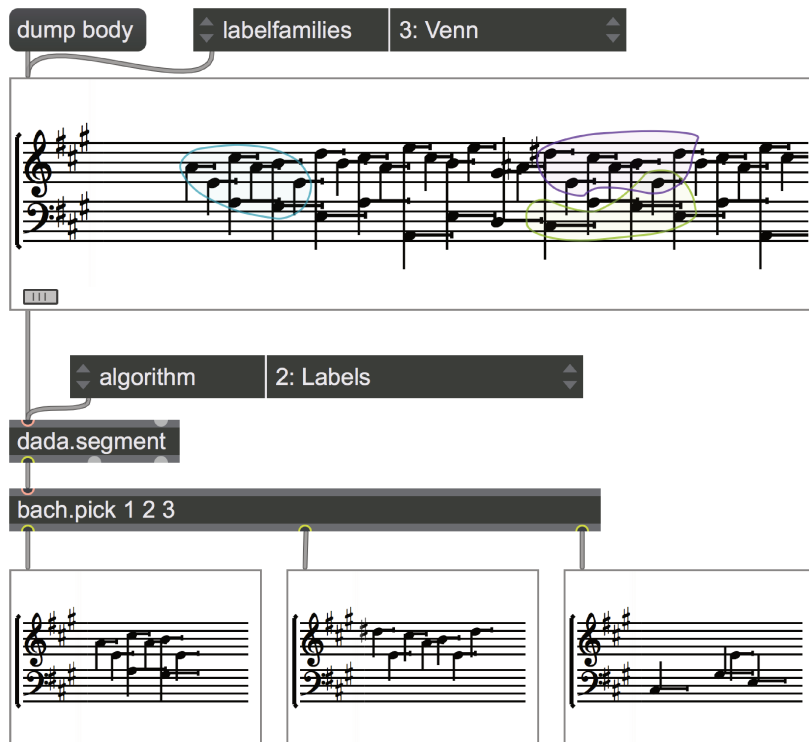 dump body
labelfamilies
3: Venn
algorithm
2: Labels
dada.segment
bach.pick 1 2 3